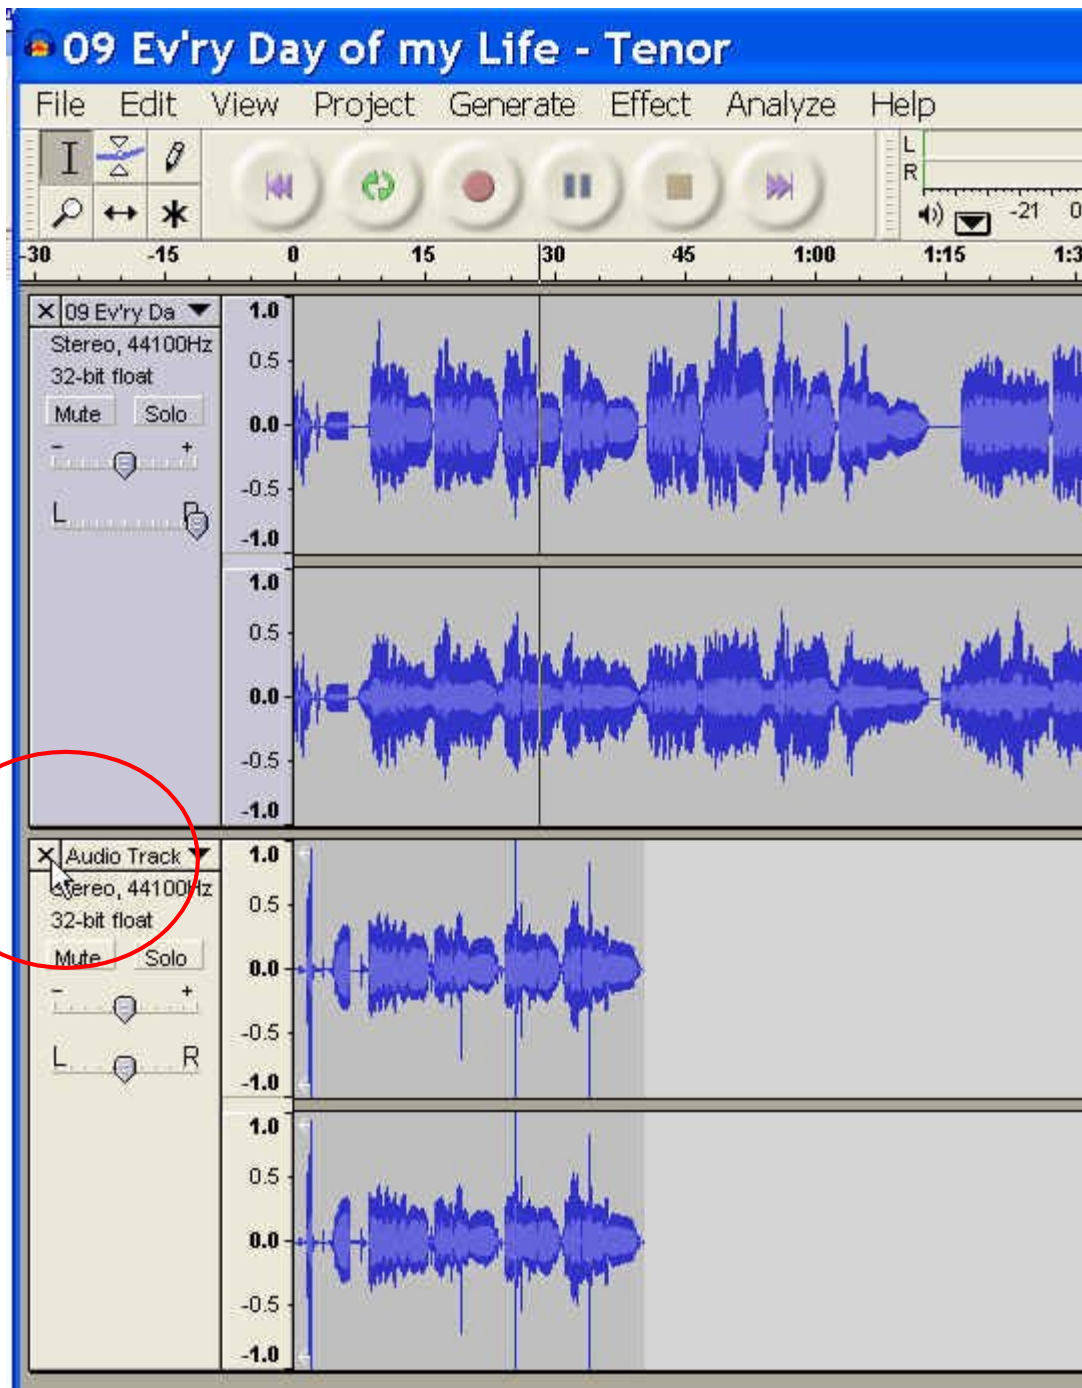 09 Ev'ry Day of my Life - Tenor
File Edit View Project Generate Effect Analyze Help
L
R
-21 0
-30 -15 0 15 30 45 1:00 1:15 1:3
09 Ev'ry Da
Stereo, 44100Hz
32-bit float
Mute Solo
- +
L R
1.0
0.5
0.0
-0.5
-1.0
1.0
0.5
0.0
-0.5
-1.0
Audio Track
Stereo, 44100Hz
32-bit float
Mute Solo
- +
L R
1.0
0.5
0.0
-0.5
-1.0
1.0
0.5
0.0
-0.5
-1.0